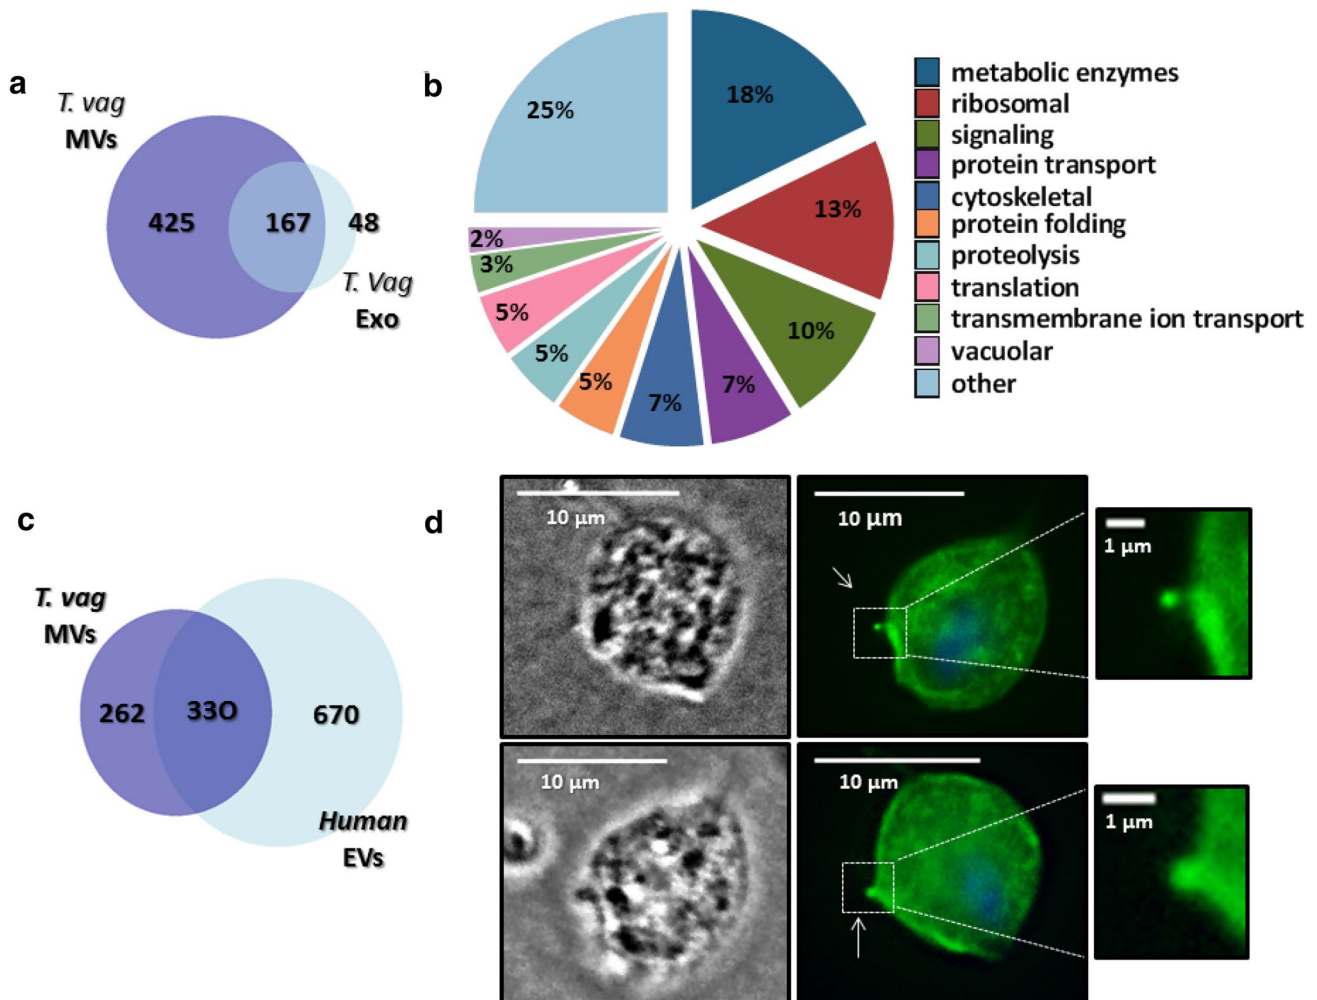 a
T. vag
MVs
425
167
48
T. Vag
Exo
b
18%
13%
10%
7%
7%
5%
5%
5%
3%
2%
25%
metabolic enzymes
ribosomal
signaling
protein transport
cytoskeletal
protein folding
proteolysis
translation
transmembrane ion transport
vacuolar
other
c
T. vag
MVs
262
330
670
Human
EVs
d
10 µm
10 µm
1 µm
10 µm
10 µm
1 µm